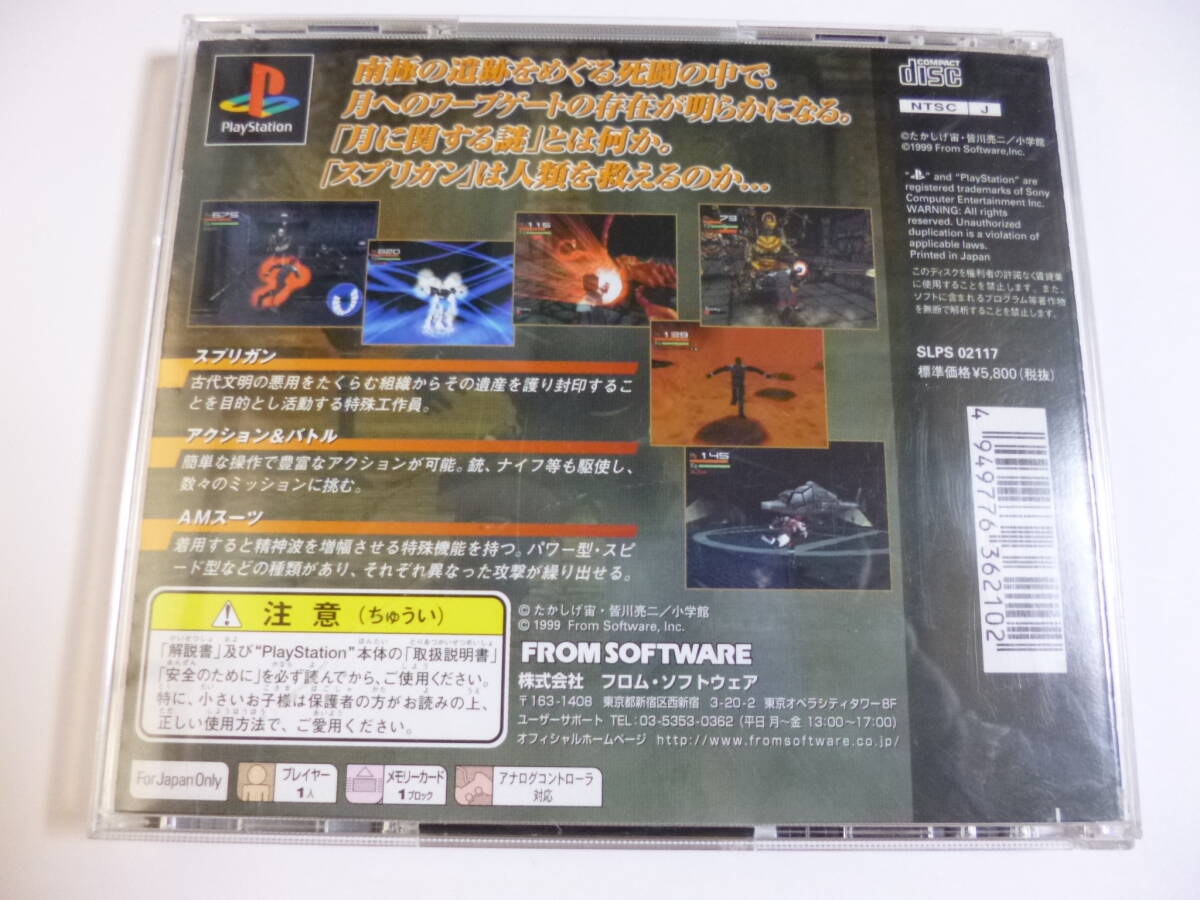 PlayStation
南極の遺跡をめぐる死闘の中で、
月へのワープゲートの存在が明らかになる。
「月に関する謎」とは何か。
「スプリガン」は人類を救えるのか...
675
820
115
79
139
145
スプリガン
古代文明の悪用をたくらむ組織からその遺産を護り封印するこ
とを目的とし活動する特殊工作員。
アクション&バトル
簡単な操作で豊富なアクションが可能。銃、ナイフ等も駆使し、
数々のミッションに挑む。
AMスーツ
着用すると精神波を増幅させる特殊機能を持つ。パワー型・スピ
ード型などの種類があり、それぞれ異なった攻撃が繰り出せる。
注意(ちゅうい)
「解説書」及び"PlayStation"本体の「取扱説明書」
「安全のために」を必ず読んでから、ご使用ください。
特に、小さいお子様は保護者の方がお読みの上、
正しい使用方法で、ご愛用ください。
© たかしげ宙・皆川亮二/小学館
© 1999 From Software, Inc.
FROM SOFTWARE
株式会社 フロム・ソフトウェア
〒163-1408 東京都新宿区西新宿 3-20-2 東京オペラシティタワー8F
ユーザーサポート TEL:03-5353-0362 (平日 月~金 13:00~17:00)
オフィシャルホームページ http://www.fromsoftware.co.jp/
For Japan Only
プレイヤー
1人
メモリーカード
1ブロック
アナログコントローラ
対応
COMPACT
disc
NTSC J
©たかしげ宙・皆川亮二/小学館
©1999 From Software,Inc.
" " and "PlayStation" are
registered trademarks of Sony
Computer Entertainment Inc.
WARNING: All rights
reserved. Unauthorized
duplication is a violation of
applicable laws.
Printed in Japan
このディスクを権利者の許諾なく賃貸業
に使用することを禁止します。また、
ソフトに含まれるプログラム等著作物
を無断で解析することを禁止します。
SLPS 02117
標準価格¥5,800(税抜)
4 949776 362102